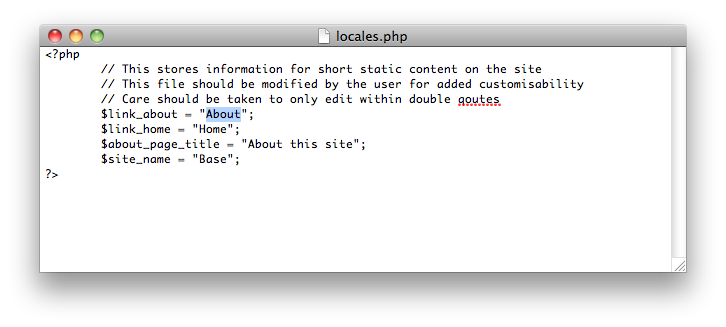 locales.php
<?php
// This stores information for short static content on the site
// This file should be modified by the user for added customisability
// Care should be taken to only edit within double qoutes
$link_about = "About";
$link_home = "Home";
$about_page_title = "About this site";
$site_name = "Base";
?>